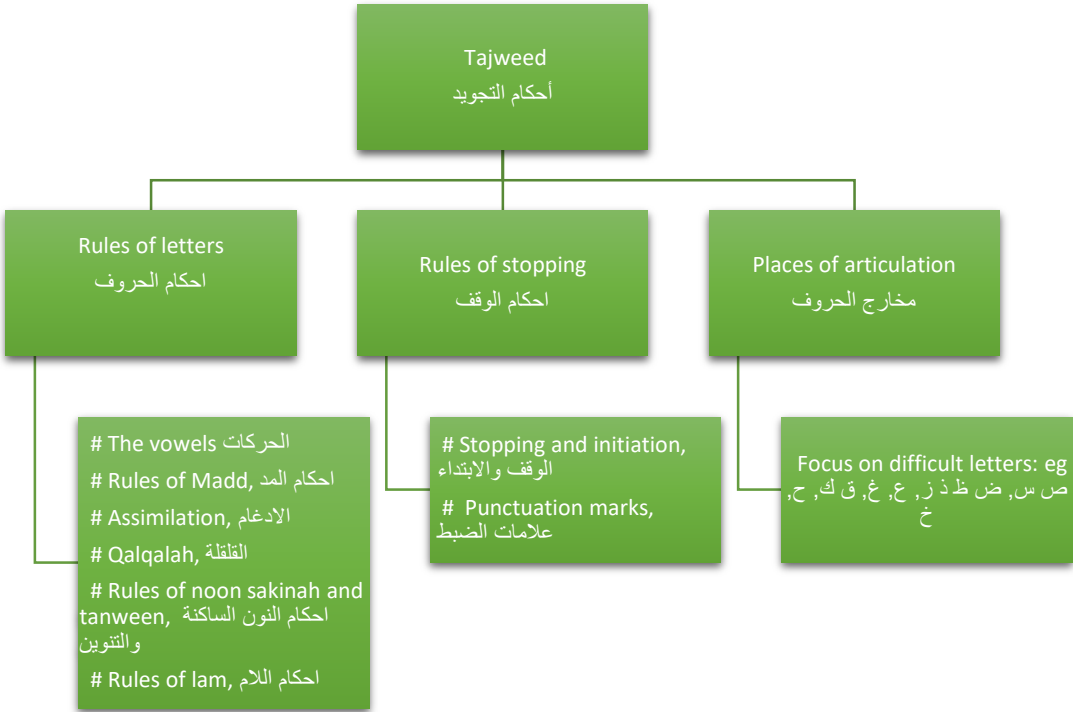 Tajweed
أحكام التجويد
Rules of letters
احكام الحروف
Rules of stopping
احكام الوقف
Places of articulation
مخارج الحروف
# The vowels الحركات
# Rules of Madd, احكام المد
# Assimilation, الادغام
# Qalqalah, القلقلة
# Rules of noon sakinah and
tanween, احكام النون الساكنة
والتنوين
# Rules of lam, احكام اللام
# Stopping and initiation,
الوقف والابتداء
# Punctuation marks,
علامات الضبط
Focus on difficult letters: eg
ص س, ض ظ ذ ز, ع, غ, ق ك, ح,
خ